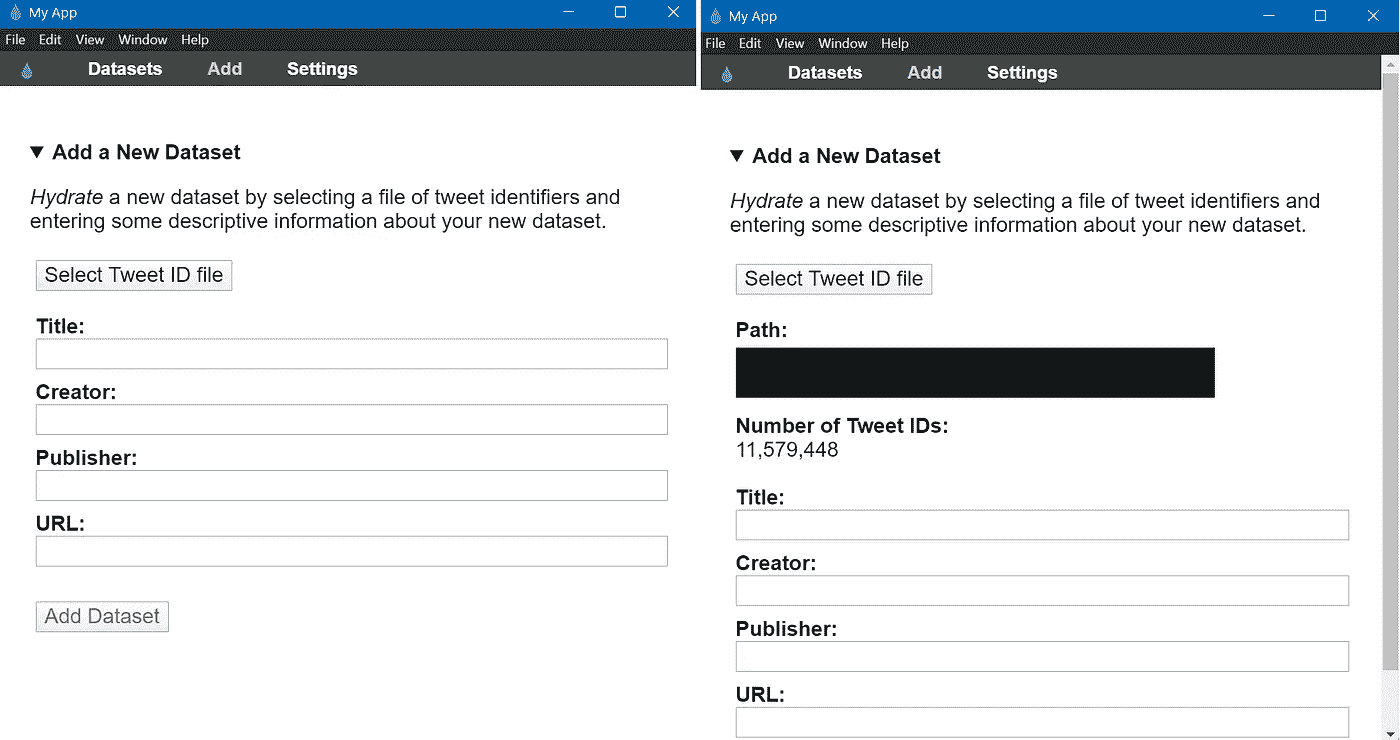 My App
File Edit View Window Help
Datasets Add Settings
▼ Add a New Dataset
Hydrate a new dataset by selecting a file of tweet identifiers and
entering some descriptive information about your new dataset.
Select Tweet ID file
Title:
Creator:
Publisher:
URL:
Add Dataset
My App
File Edit View Window Help
Datasets Add Settings
▼ Add a New Dataset
Hydrate a new dataset by selecting a file of tweet identifiers and
entering some descriptive information about your new dataset.
Select Tweet ID file
Path:
Number of Tweet IDs:
11,579,448
Title:
Creator:
Publisher:
URL: